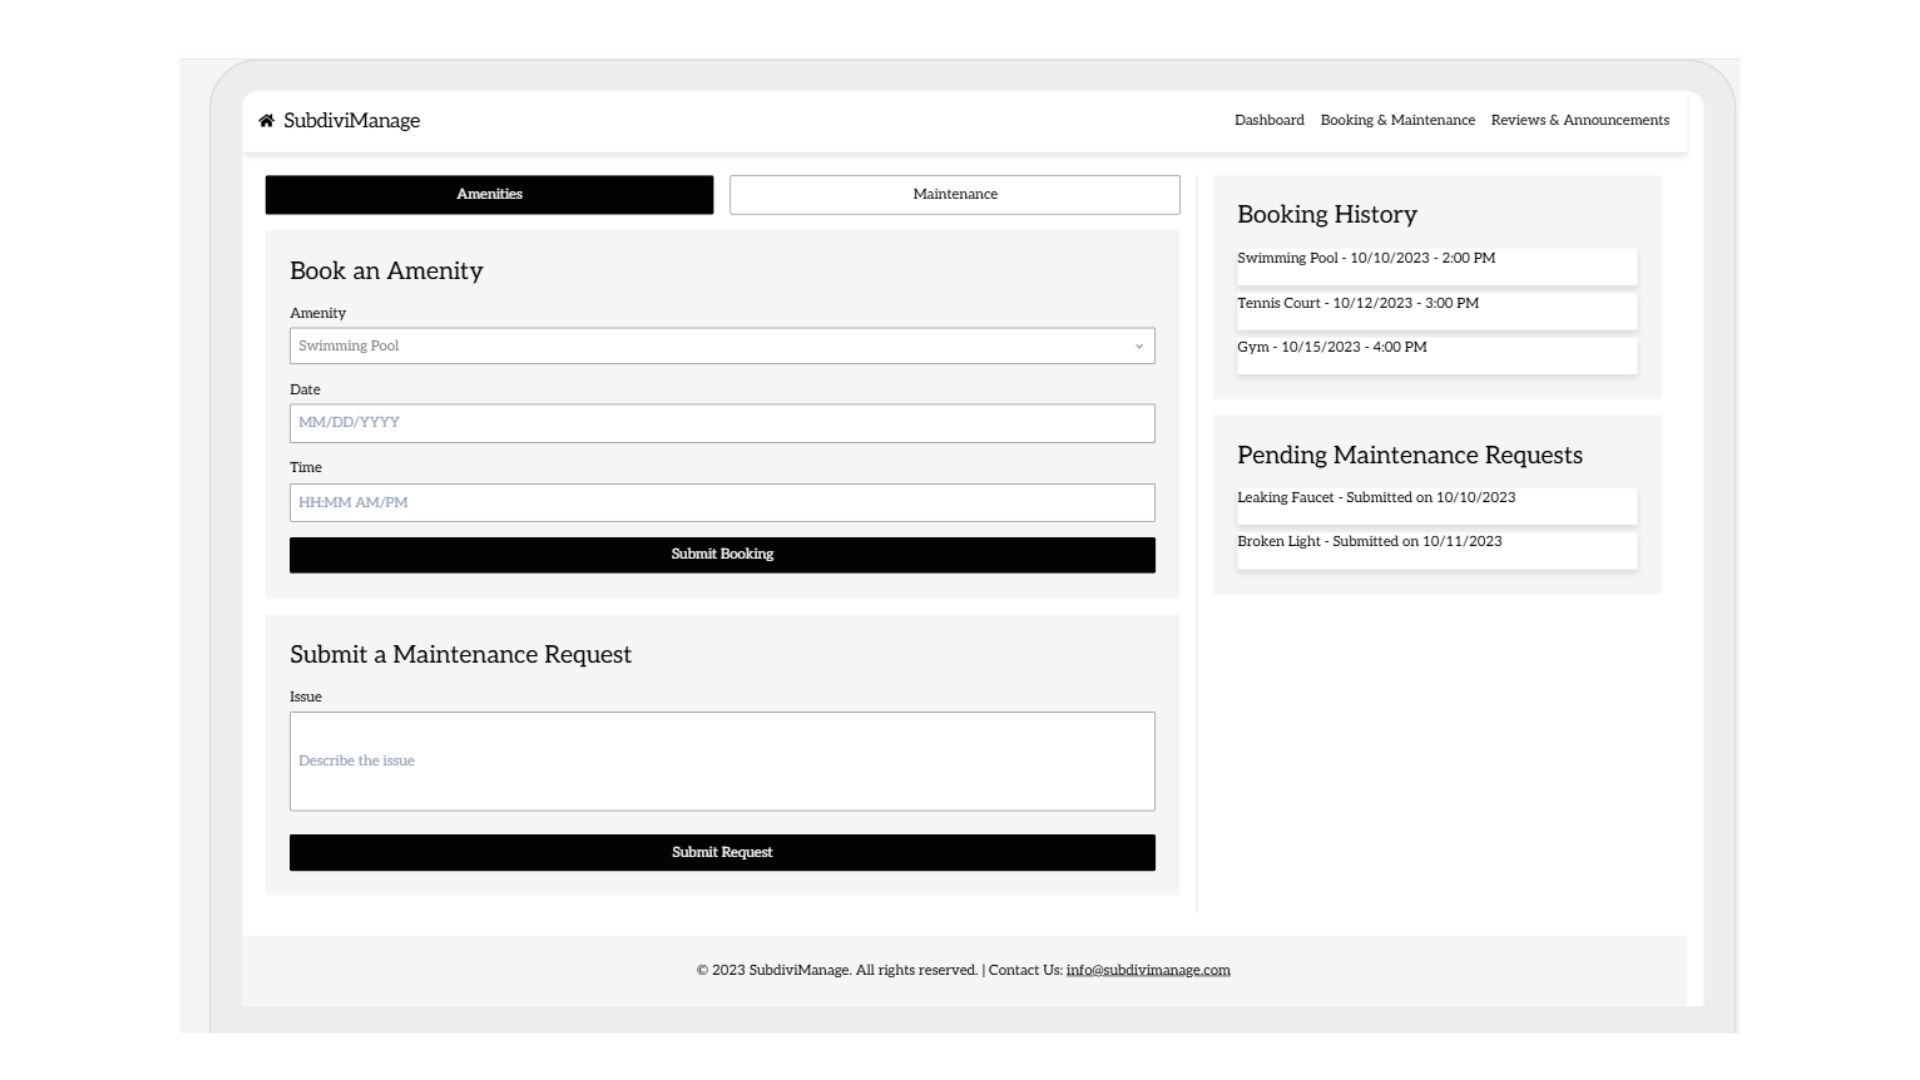 SubdiviManage
Dashboard Booking & Maintenance Reviews & Announcements
Amenities
Maintenance
Book an Amenity
Amenity
Swimming Pool
Date
MM/DD/YYYY
Time
HH:MM AM/PM
Submit Booking
Submit a Maintenance Request
Issue
Describe the issue
Submit Request
Booking History
Swimming Pool - 10/10/2023 - 2:00 PM
Tennis Court - 10/12/2023 - 3:00 PM
Gym - 10/15/2023 - 4:00 PM
Pending Maintenance Requests
Leaking Faucet - Submitted on 10/10/2023
Broken Light - Submitted on 10/11/2023
© 2023 SubdiviManage. All rights reserved. | Contact Us: info@subdivimanage.com